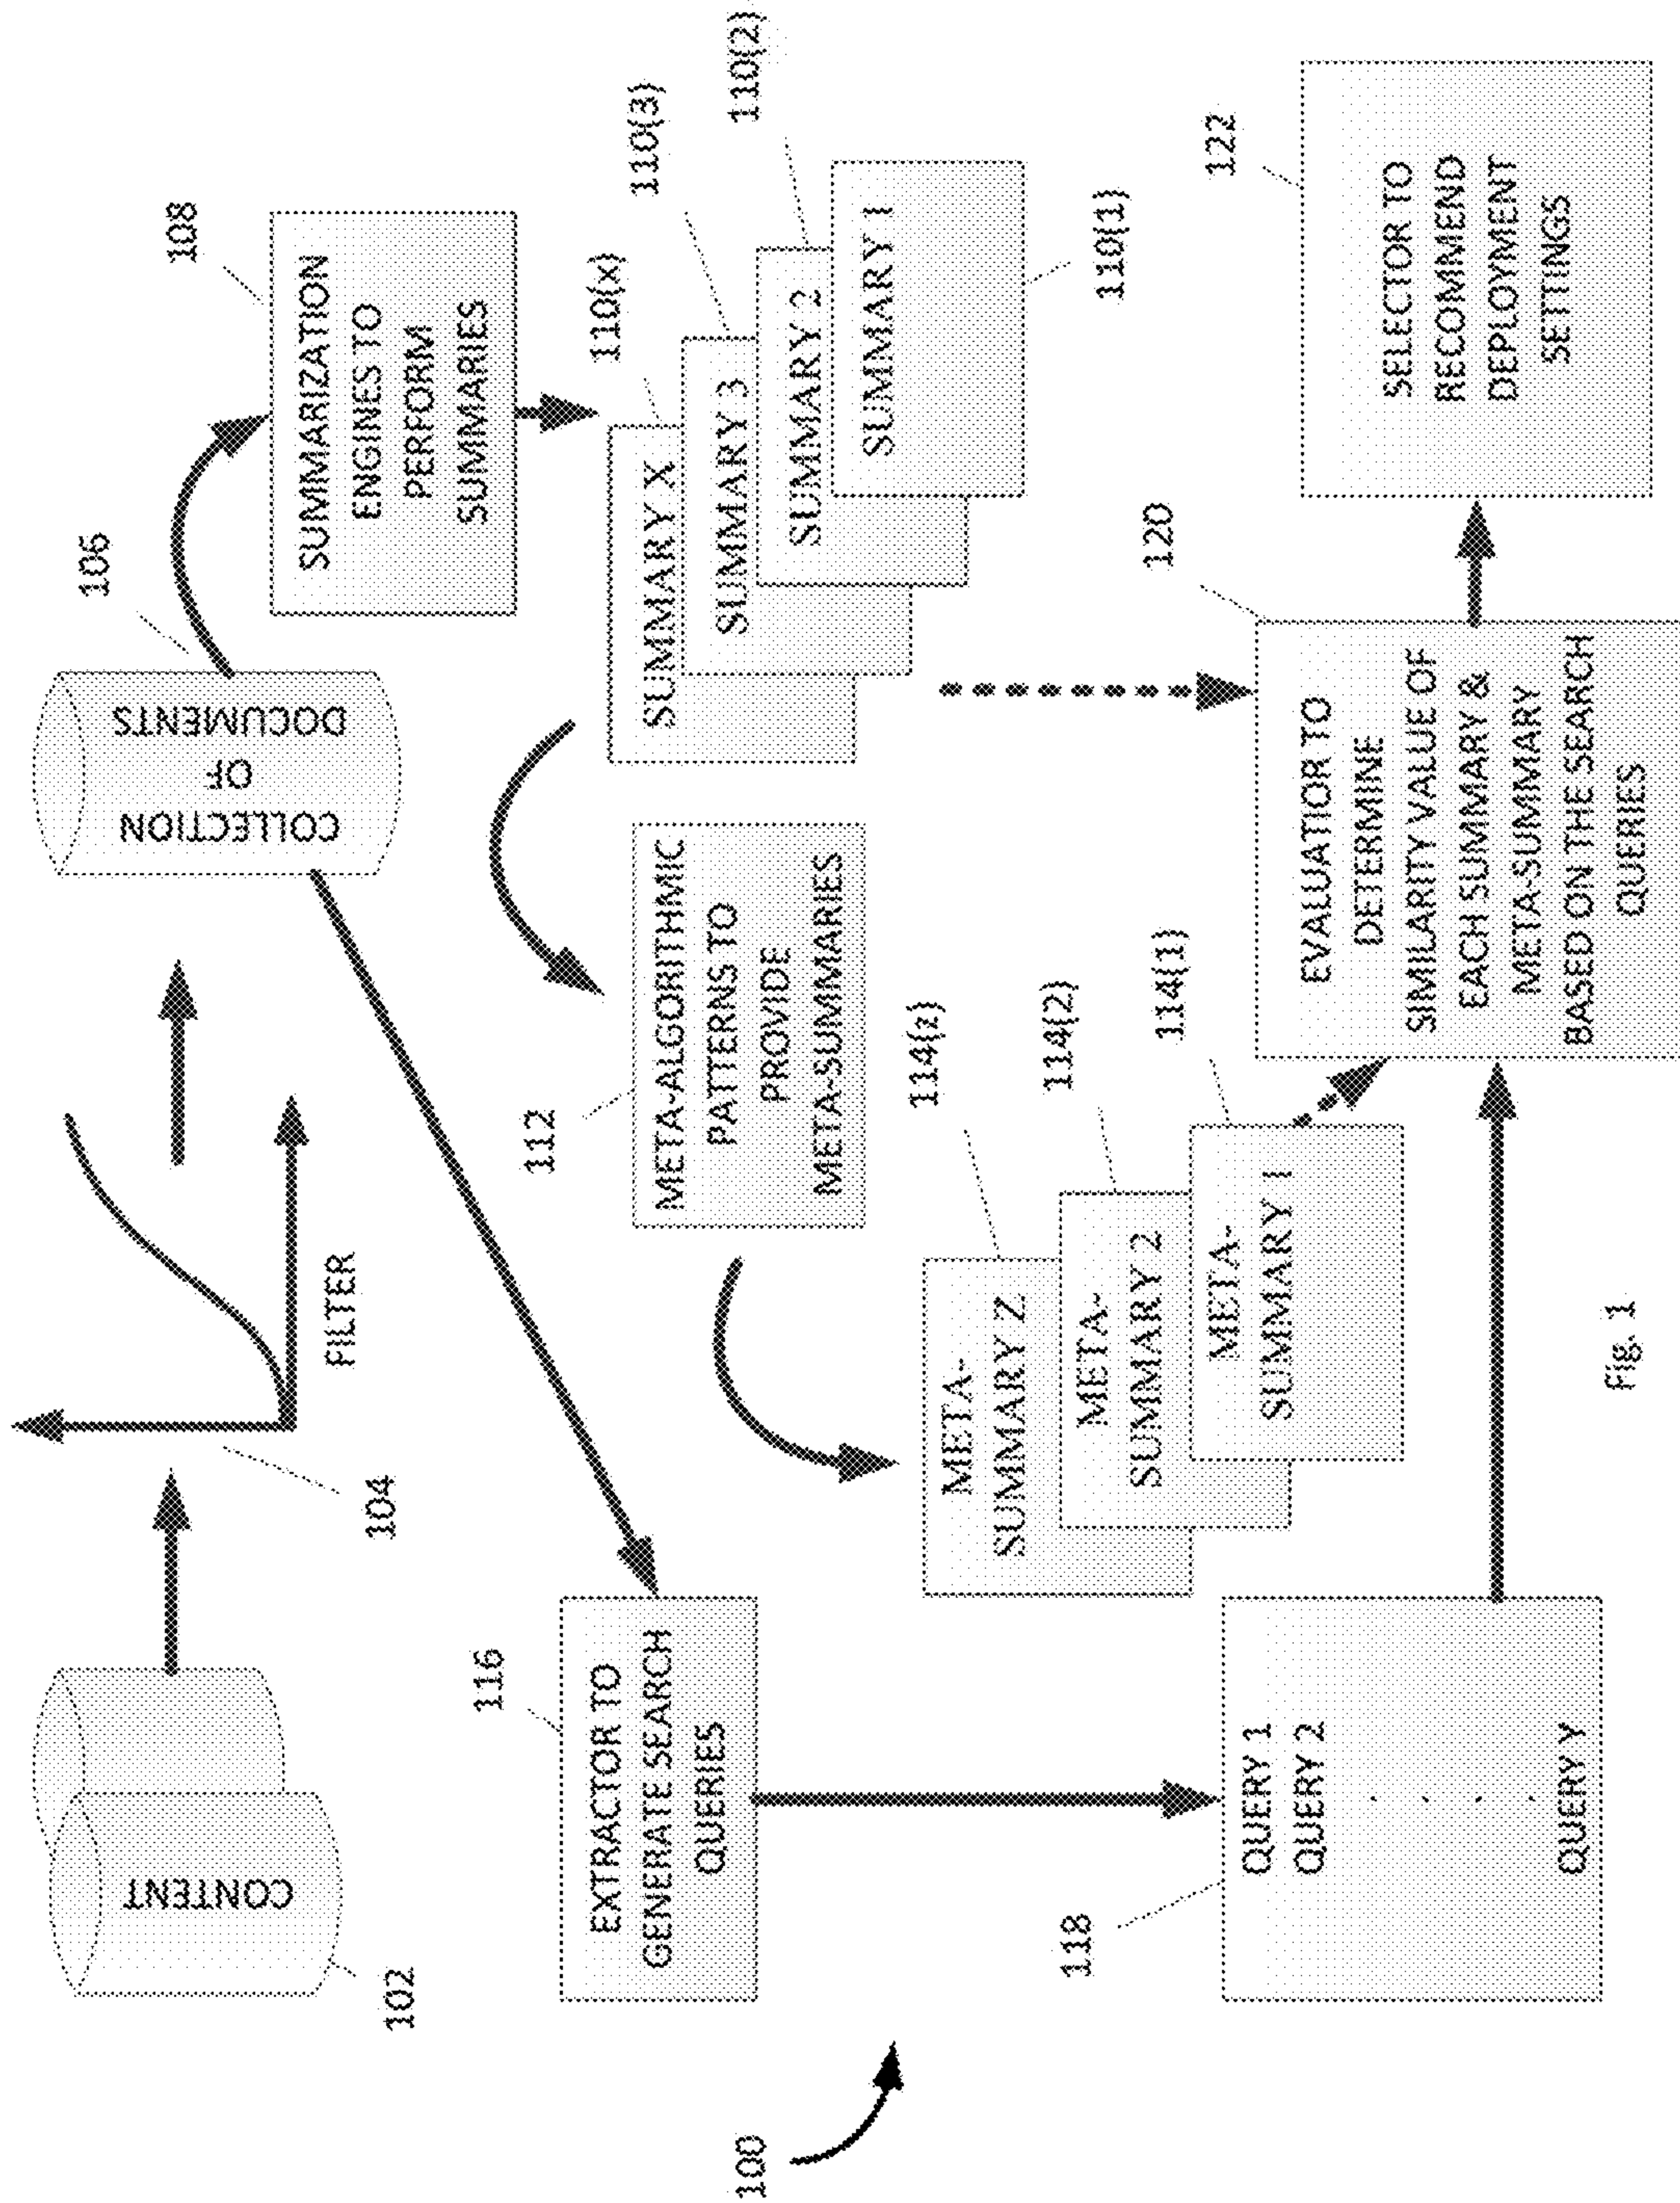 CONTENT
102
104
FILTER
COLLECTION
OF
DOCUMENTS
106
108
SUMMARIZATION
ENGINES TO
PERFORM
SUMMARIES
110(x)
110(3)
110(2)
110(1)
SUMMARY X
SUMMARY 3
SUMMARY 2
SUMMARY 1
112
META-ALGORITHMIC
PATTERNS TO
PROVIDE
META-SUMMARIES
116
EXTRACTOR TO
GENERATE SEARCH
QUERIES
100
META-
SUMMARY Z
META-
SUMMARY 2
META-
SUMMARY 1
114(z)
114(2)
114(1)
118
QUERY 1
QUERY 2
.
.
.
.
QUERY Y
120
EVALUATIOR TO
DETERMINE
SIMILARITY VALUE OF
EACH SUMMARY &
META-SUMMARY
BASED ON THE SEARCH
QUERIES
122
SELECTOR TO
RECOMMEND
DEPLOYMENT
SETTINGS
Fig. 1